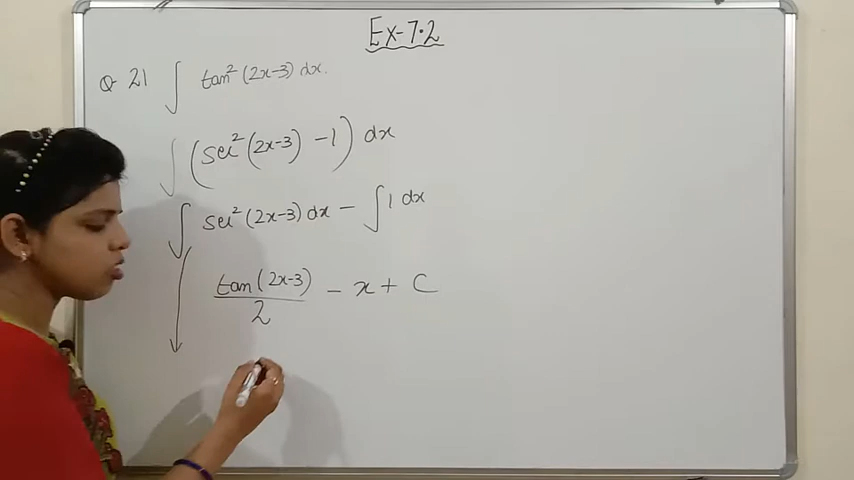 Ex-7.2
Q 21 ∫ tan² (2x-3) dx.
∫ (sec² (2x-3) - 1) dx
∫ sec² (2x-3) dx - ∫ 1 dx
tan (2x-3)/2 - x + C